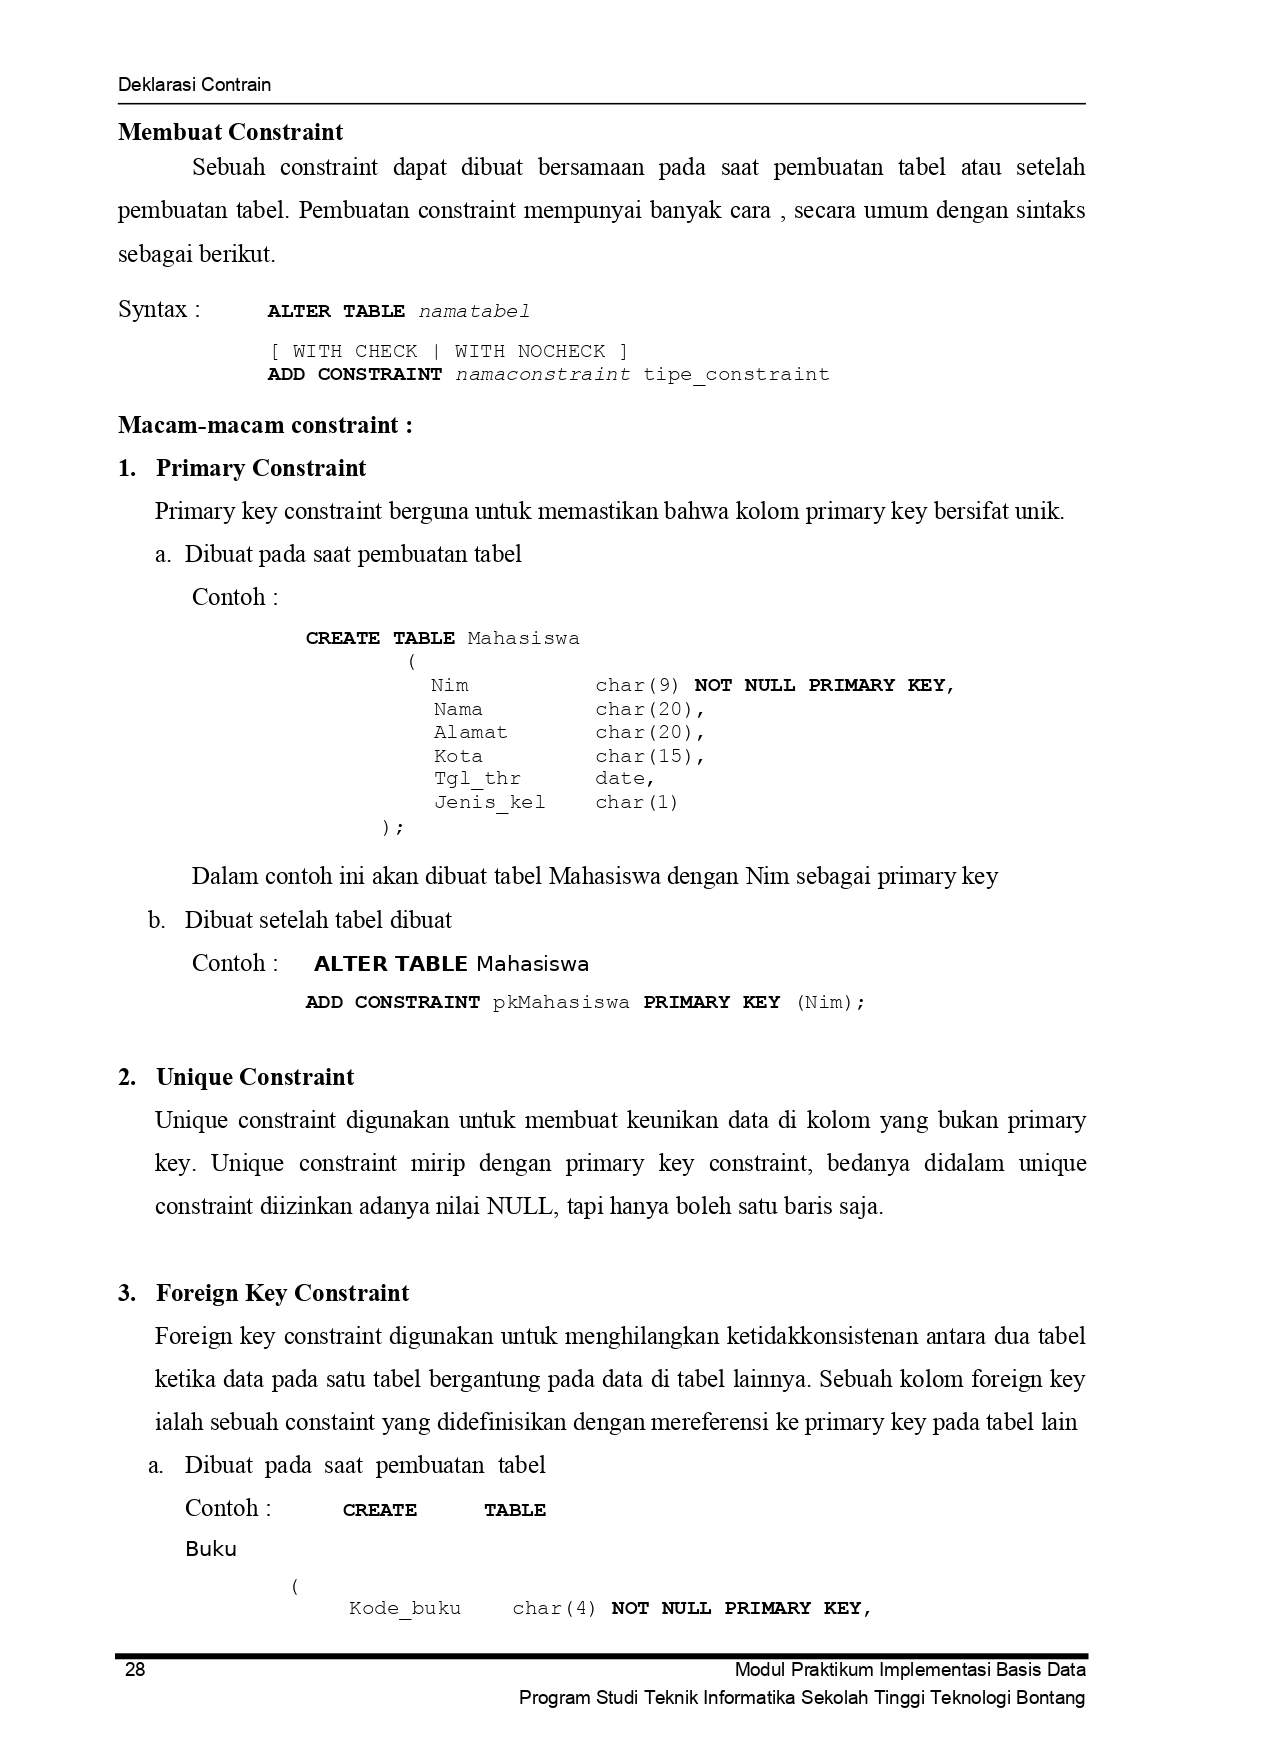 Deklarasi Contrain
Membuat Constraint
Sebuah constraint dapat dibuat bersamaan pada saat pembuatan tabel atau setelah
pembuatan tabel. Pembuatan constraint mempunyai banyak cara , secara umum dengan sintaks
sebagai berikut.
Syntax : ALTER TABLE namatabel
[ WITH CHECK | WITH NOCHECK ]
ADD CONSTRAINT namaconstraint tipe_constraint
Macam-macam constraint :
1. Primary Constraint
Primary key constraint berguna untuk memastikan bahwa kolom primary key bersifat unik.
a. Dibuat pada saat pembuatan tabel
Contoh :
CREATE TABLE Mahasiswa
(
Nim char(9) NOT NULL PRIMARY KEY,
Nama char(20),
Alamat char(20),
Kota char(15),
Tgl_thr date,
Jenis_kel char(1)
);
Dalam contoh ini akan dibuat tabel Mahasiswa dengan Nim sebagai primary key
b. Dibuat setelah tabel dibuat
Contoh : ALTER TABLE Mahasiswa
ADD CONSTRAINT pkMahasiswa PRIMARY KEY (Nim);
2. Unique Constraint
Unique constraint digunakan untuk membuat keunikan data di kolom yang bukan primary
key. Unique constraint mirip dengan primary key constraint, bedanya didalam unique
constraint diizinkan adanya nilai NULL, tapi hanya boleh satu baris saja.
3. Foreign Key Constraint
Foreign key constraint digunakan untuk menghilangkan ketidakkonsistenan antara dua tabel
ketika data pada satu tabel bergantung pada data di tabel lainnya. Sebuah kolom foreign key
ialah sebuah constaint yang didefinisikan dengan mereferensi ke primary key pada tabel lain
a. Dibuat pada saat pembuatan tabel
Contoh : CREATE TABLE
Buku
(
Kode_buku char(4) NOT NULL PRIMARY KEY,
28 Modul Praktikum Implementasi Basis Data
Program Studi Teknik Informatika Sekolah Tinggi Teknologi Bontang